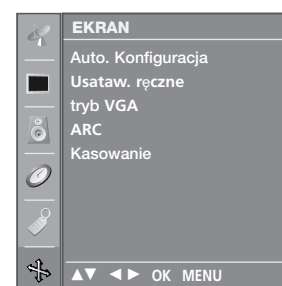 EKRAN
Auto. Konfiguracja
Usataw. ręczne
tryb VGA
ARC
Kasowanie
▲▼ ◄► OK MENU